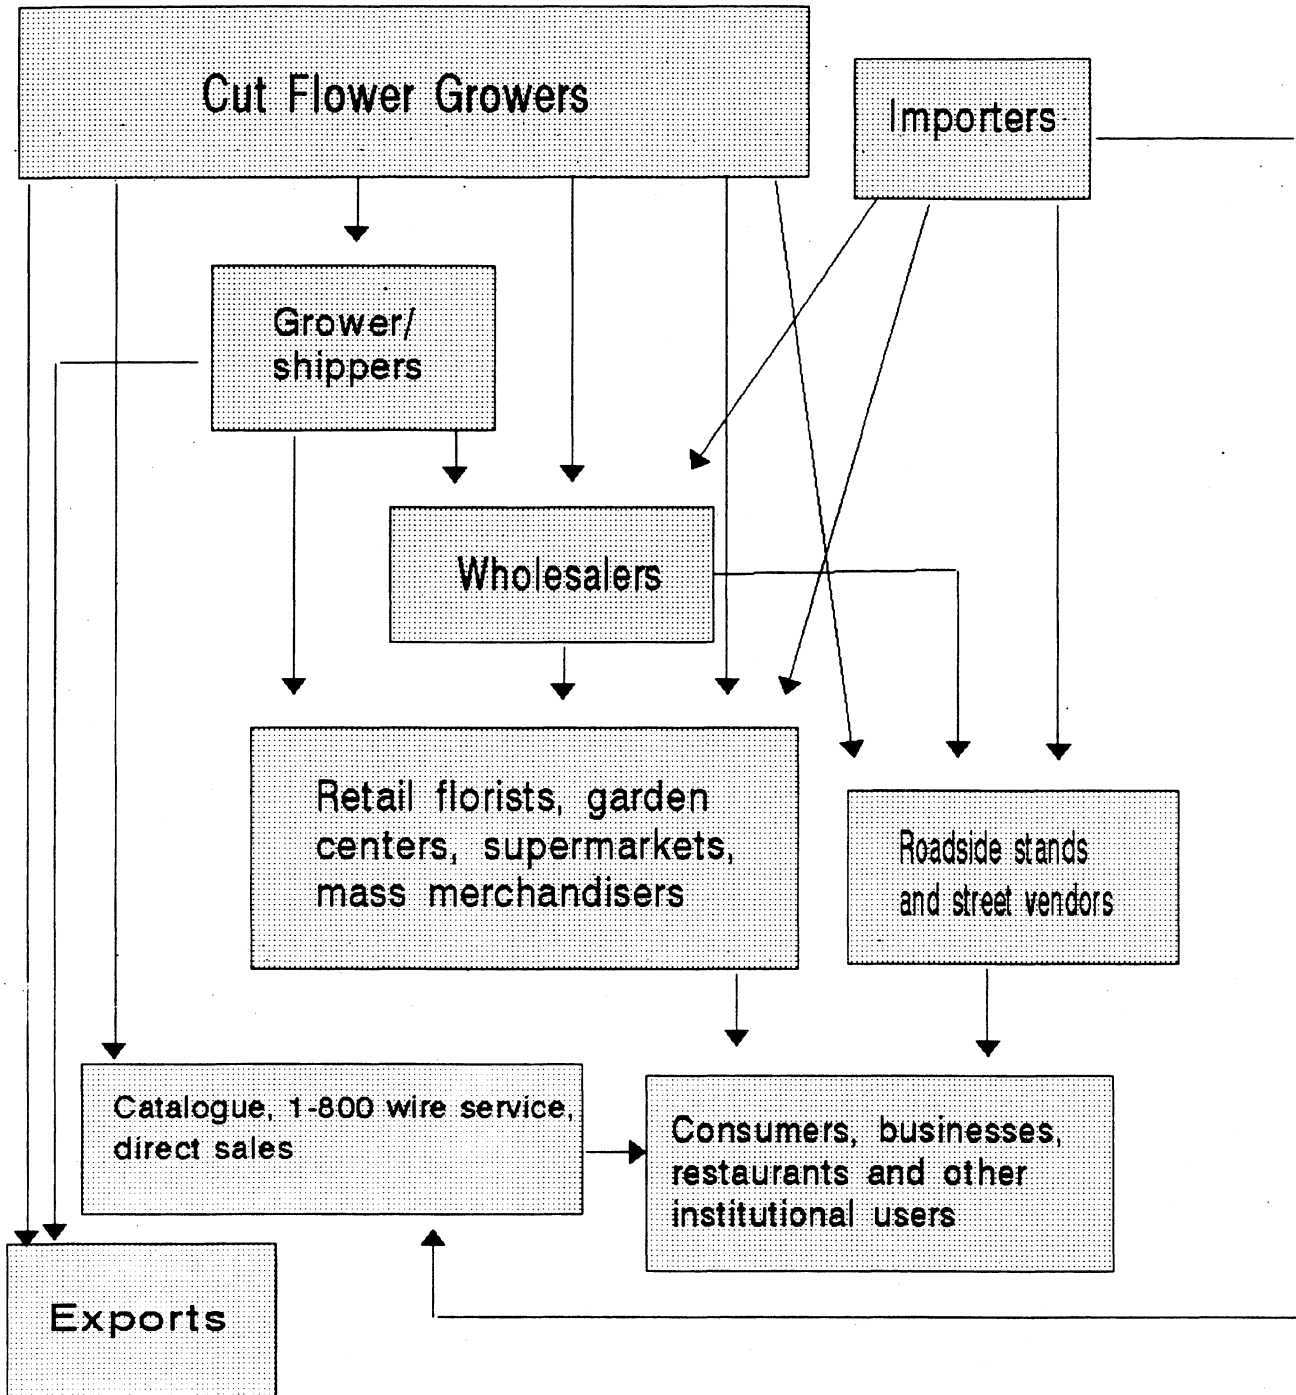 Cut Flower Growers
Importers
Grower/
shippers
Wholesalers
Retail florists, garden
centers, supermarkets,
mass merchandisers
Roadside stands
and street vendors
Catalogue, 1-800 wire service,
direct sales
Consumers, businesses,
restaurants and other
institutional users
Exports